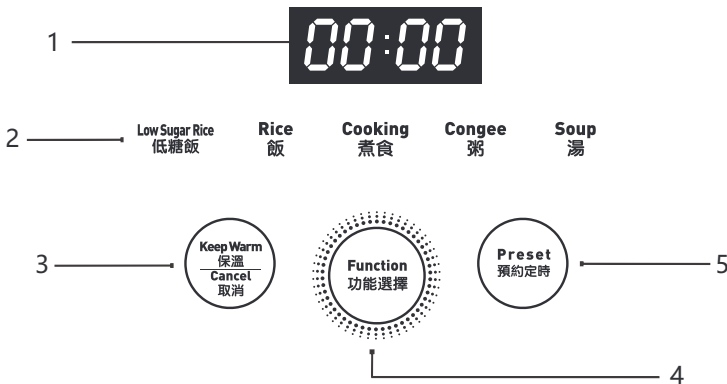 1
00:00
2
Low Sugar Rice Rice Cooking Congee Soup
低糖飯 飯 煮食 粥 湯
3
Keep Warm
保溫
Cancel
取消
Function
功能選擇
Preset
預約定時
5
4